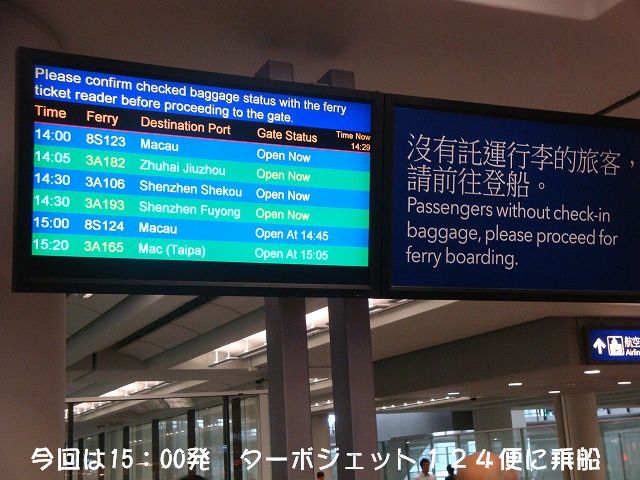 Please confirm checked baggage status with the ferry
ticket reader before proceeding to the gate.
Time Ferry Destination Port Gate Status Time Now
14:29
14:00 8S123 Macau Open Now
14:05 3A182 Zhuhai Jiuzhou Open Now
14:30 3A106 Shenzhen Shekou Open Now
14:30 3A193 Shenzhen Fuyong Open Now
15:00 8S124 Macau Open At 14:45
15:20 3A165 Mac (Taipa) Open At 15:05
沒有託運行李的旅客，
請前往登船。
Passengers without check-in
baggage, please proceed for
ferry boarding.
航空
Airlin
今回は15：00発　ターボジェット１２４便に乗船